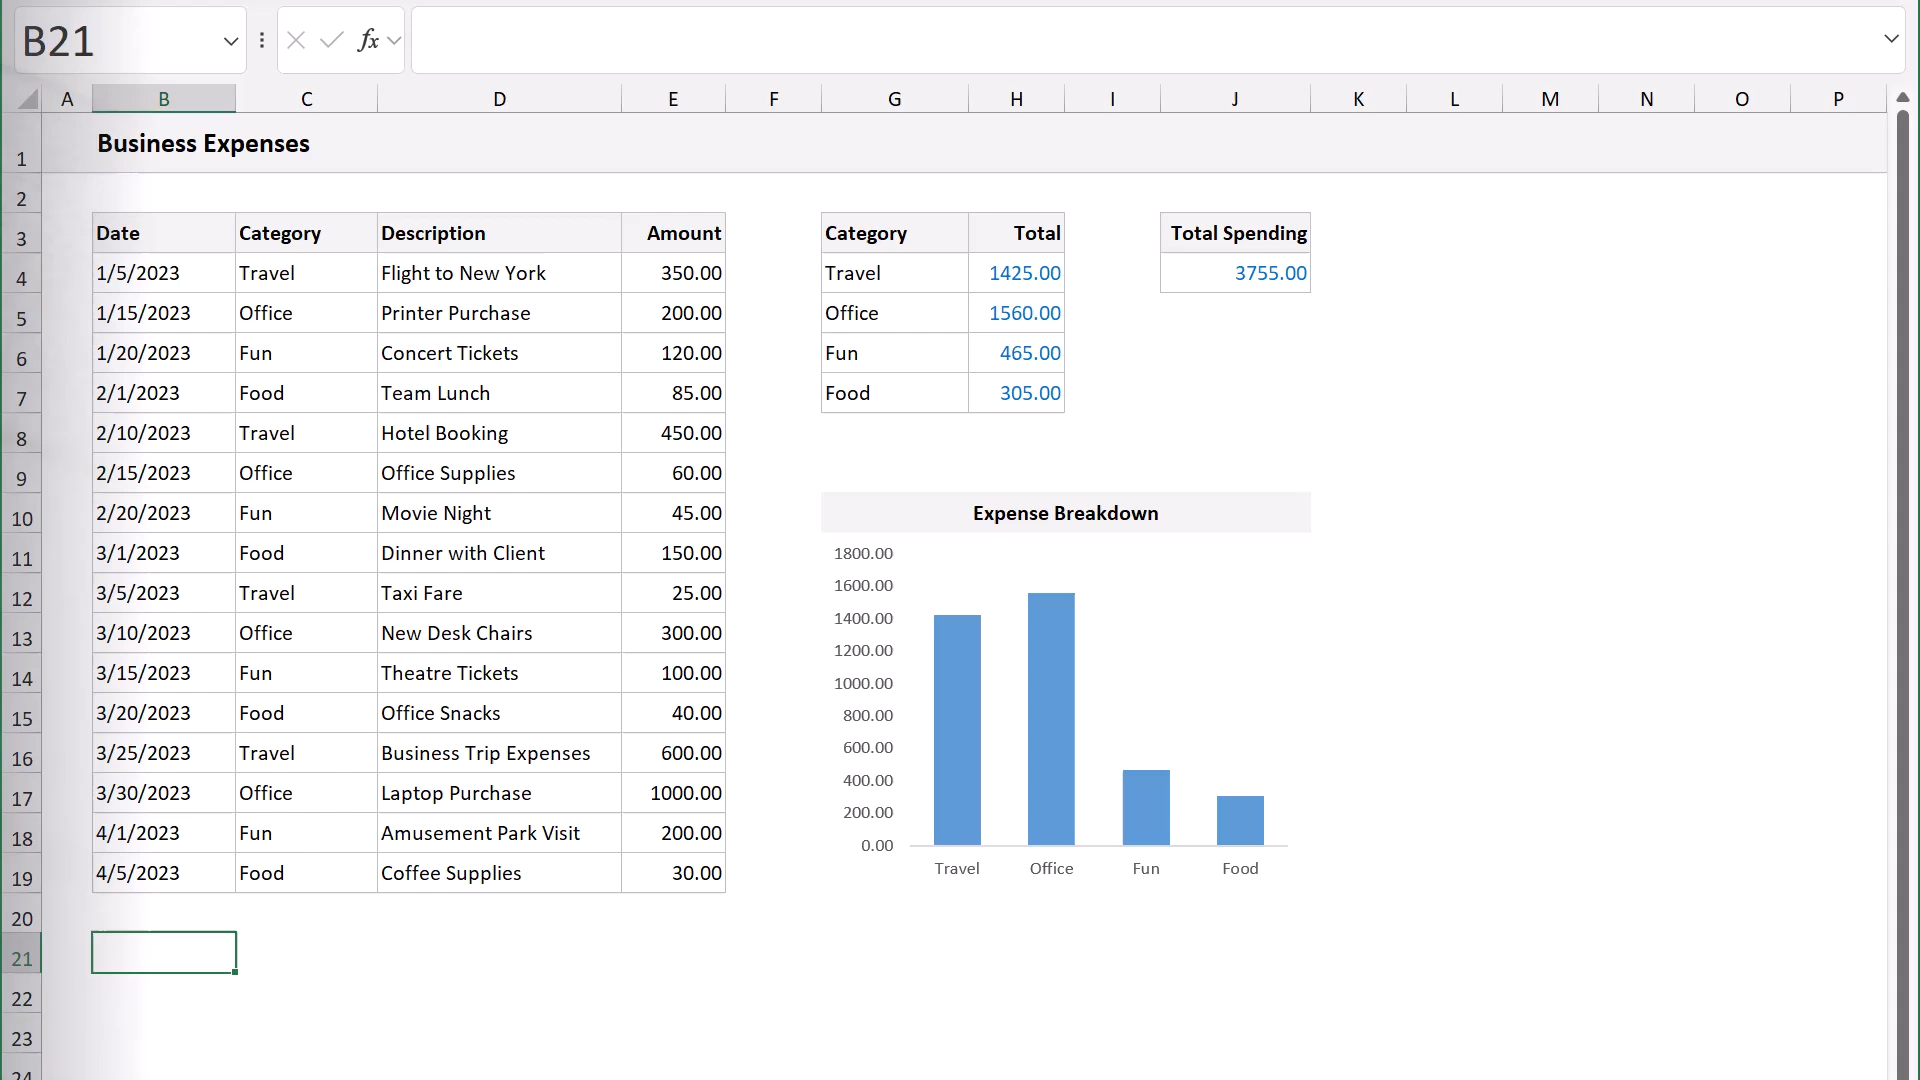 B21
fx
A B C D E F G H I J K L M N O P
1 Business Expenses
2
3 Date Category Description Amount Category Total Total Spending
4 1/5/2023 Travel Flight to New York 350.00 Travel 1425.00 3755.00
5 1/15/2023 Office Printer Purchase 200.00 Office 1560.00
6 1/20/2023 Fun Concert Tickets 120.00 Fun 465.00
7 2/1/2023 Food Team Lunch 85.00 Food 305.00
8 2/10/2023 Travel Hotel Booking 450.00
9 2/15/2023 Office Office Supplies 60.00
10 2/20/2023 Fun Movie Night 45.00
11 3/1/2023 Food Dinner with Client 150.00
12 3/5/2023 Travel Taxi Fare 25.00
13 3/10/2023 Office New Desk Chairs 300.00
14 3/15/2023 Fun Theatre Tickets 100.00
15 3/20/2023 Food Office Snacks 40.00
16 3/25/2023 Travel Business Trip Expenses 600.00
17 3/30/2023 Office Laptop Purchase 1000.00
18 4/1/2023 Fun Amusement Park Visit 200.00
19 4/5/2023 Food Coffee Supplies 30.00
20
21
22
23
24
Expense Breakdown
1800.00
1600.00
1400.00
1200.00
1000.00
800.00
600.00
400.00
200.00
0.00
Travel Office Fun Food